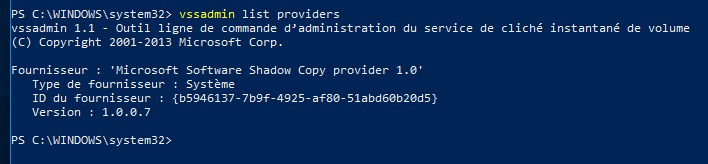 PS C:\WINDOWS\system32> vssadmin list providers
vssadmin 1.1 - Outil ligne de commande d’administration du service de cliché instantané de volume
(C) Copyright 2001-2013 Microsoft Corp.
Fournisseur : 'Microsoft Software Shadow Copy provider 1.0'
Type de fournisseur : Système
ID du fournisseur : {b5946137-7b9f-4925-af80-51abd60b20d5}
Version : 1.0.0.7
PS C:\WINDOWS\system32>